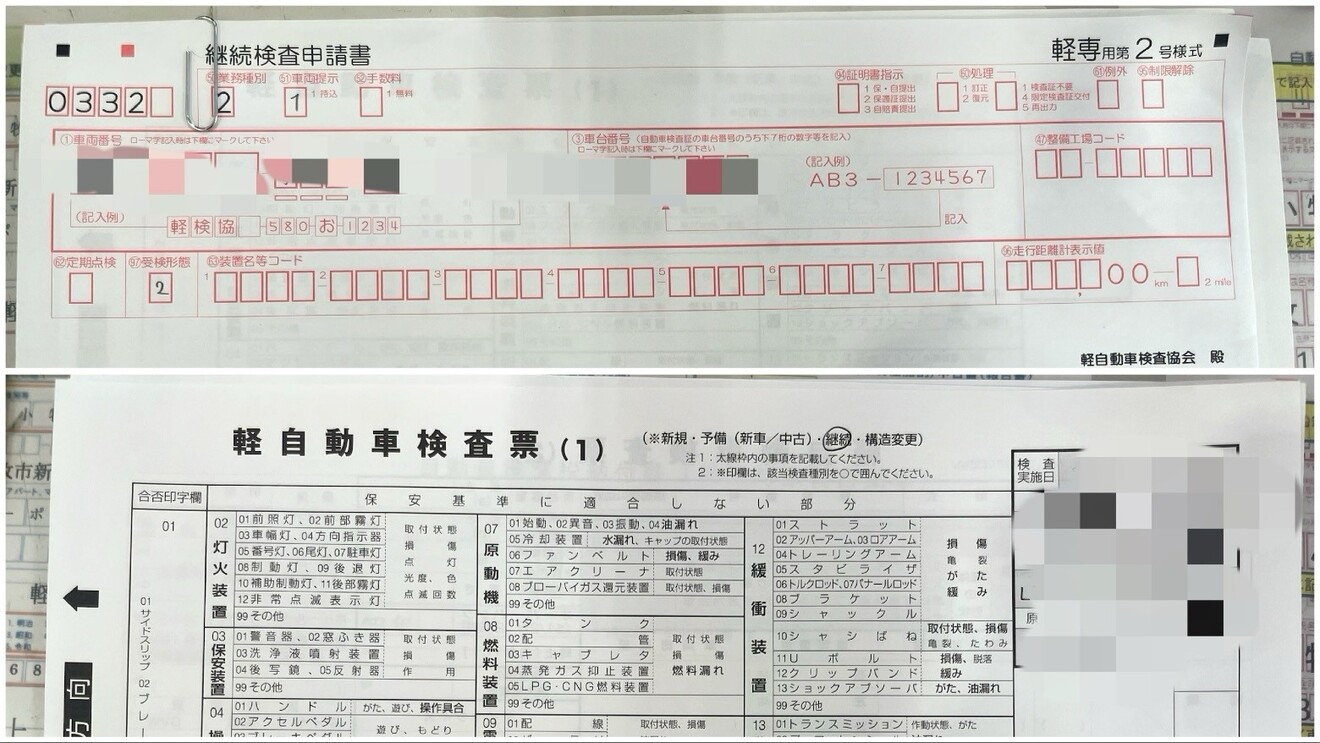 継続検査申請書
軽専用第2号様式
0332
㊿業務種別 2
�51車両提示 1 1 持込
�52手数料 1 無料
証明書指示
1 保・自提出
2 保適証提出
3 自賠責提出
処理
1 訂正
2 復元
1 検査証不要
4 限定検査証交付
5 再出力
例外
制限解除
①車両番号 ローマ字記入時は下欄にマークして下さい
③車台番号 (自動車検査証の車台番号のうち下7桁の数字等を記入)
ローマ字記入時は下欄にマークして下さい
㊼整備工場コード
(記入例)
AB3-1234567
(記入例)
軽検協 580 お 1234
記入
定期点検
受検形態 2
装置名等コード
1 2 3 4 5 6 7
走行距離計表示値
, 00 km 2 mile
軽自動車検査協会 殿
軽自動車検査票(1)
(※新規・予備(新車/中古)・継続・構造変更)
注1:太線枠内の事項を記載してください。
2:※印欄は、該当検査種別を○で囲んでください。
検査実施日
合否印字欄
保安基準に適合しない部分
01
01 サイドスリップ 02 ブレー
方向
02 灯火装置
01前照灯、02前部霧灯
03車幅灯、04方向指示器
05番号灯、06尾灯、07駐車灯
08制動灯、09後退灯
10補助制動灯、11後部霧灯
12非常点滅表示灯
99その他
取付状態
損傷
点灯
光度、色
点滅回数
03 保安装置
01警音器、02窓ふき器
03洗浄液噴射装置
04後写鏡、05反射器
99その他
取付状態
損傷
作用
04
01ハンドル がた、遊び、操作具合
02アクセルペダル
遊び、もどり
07 原動機
01始動、02異音、03振動、04油漏れ
05冷却装置 水漏れ、キャップの取付状態
06ファンベルト 損傷、緩み
07エアクリーナ 取付状態
08ブローバイガス還元装置 取付状態、損傷
99その他
08 燃料装置
01タンク
02配管
03キャブレタ
04蒸発ガス抑止装置
05LPG・CNG燃料装置
99その他
取付状態
損傷
燃料漏れ
09
01配線 取付状態、損傷
12 緩衝装置
01ストラット
02アッパーアーム、03ロアアーム
04トレーリングアーム
05スタビライザ
06トルクロッド、07パナールロッド
08ブラケット
09シャックル
損傷
亀裂
がた
緩み
10シャシばね 取付状態、損傷
亀裂、たわみ
11Uボルト 損傷、脱落
12クリップバンド 緩み
13ショックアブソーバ がた、油漏れ
99その他
13
01トランスミッション 作動状態、がた